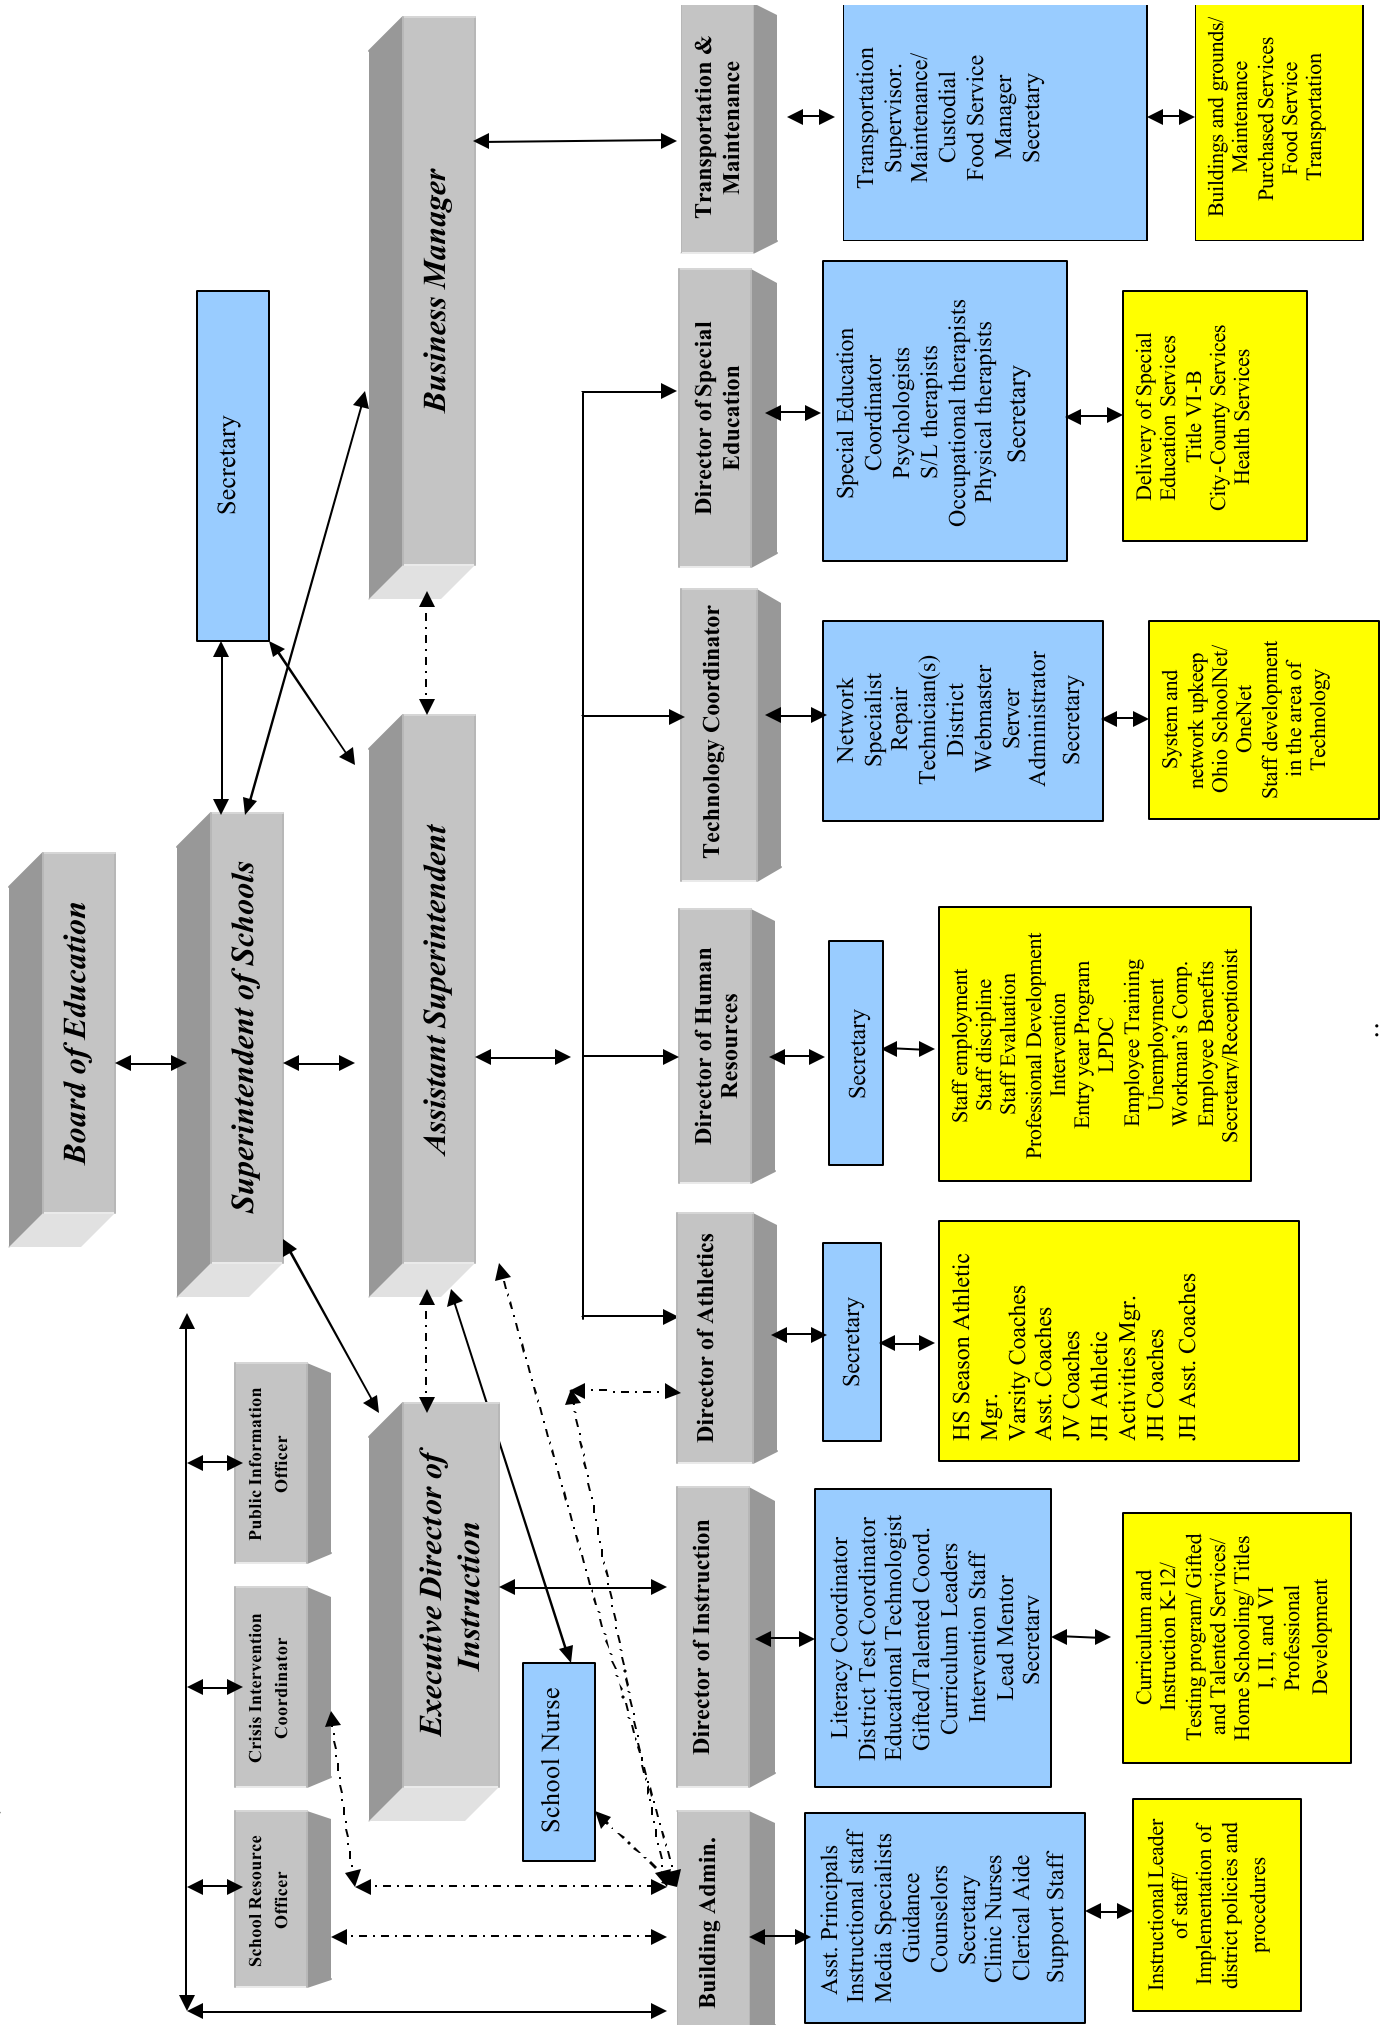 Board of Education
Superintendent of Schools
Secretary
Public Information
Officer
Crisis Intervention
Coordinator
School Resource
Officer
Executive Director of
Instruction
Assistant Superintendent
Business Manager
School Nurse
Building Admin.
Director of Instruction
Director of Athletics
Director of Human
Resources
Technology Coordinator
Director of Special
Education
Transportation &
Maintenance
Asst. Principals
Instructional staff
Media Specialists
Guidance
Counselors
Secretary
Clinic Nurses
Clerical Aide
Support Staff
Literacy Coordinator
District Test Coordinator
Educational Technologist
Gifted/Talented Coord.
Curriculum Leaders
Intervention Staff
Lead Mentor
Secretary
Secretary
Secretary
Network
Specialist
Repair
Technician(s)
District
Webmaster
Server
Administrator
Secretary
Special Education
Coordinator
Psychologists
S/L therapists
Occupational therapists
Physical therapists
Secretary
Transportation
Supervisor.
Maintenance/
Custodial
Food Service
Manager
Secretary
Instructional Leader
of staff/
Implementation of
district policies and
procedures
Curriculum and
Instruction K-12/
Testing program/ Gifted
and Talented Services/
Home Schooling/ Titles
I, II, and VI
Professional
Development
HS Season Athletic
Mgr.
Varsity Coaches
Asst. Coaches
JV Coaches
JH Athletic
Activities Mgr.
JH Coaches
JH Asst. Coaches
Staff employment
Staff discipline
Staff Evaluation
Professional Development
Intervention
Entry year Program
LPDC
Employee Training
Unemployment
Workman's Comp.
Employee Benefits
Secretary/Receptionist
System and
network upkeep
Ohio SchoolNet/
OneNet
Staff development
in the area of
Technology
Delivery of Special
Education Services
Title VI-B
City-County Services
Health Services
Buildings and grounds/
Maintenance
Purchased Services
Food Service
Transportation
..